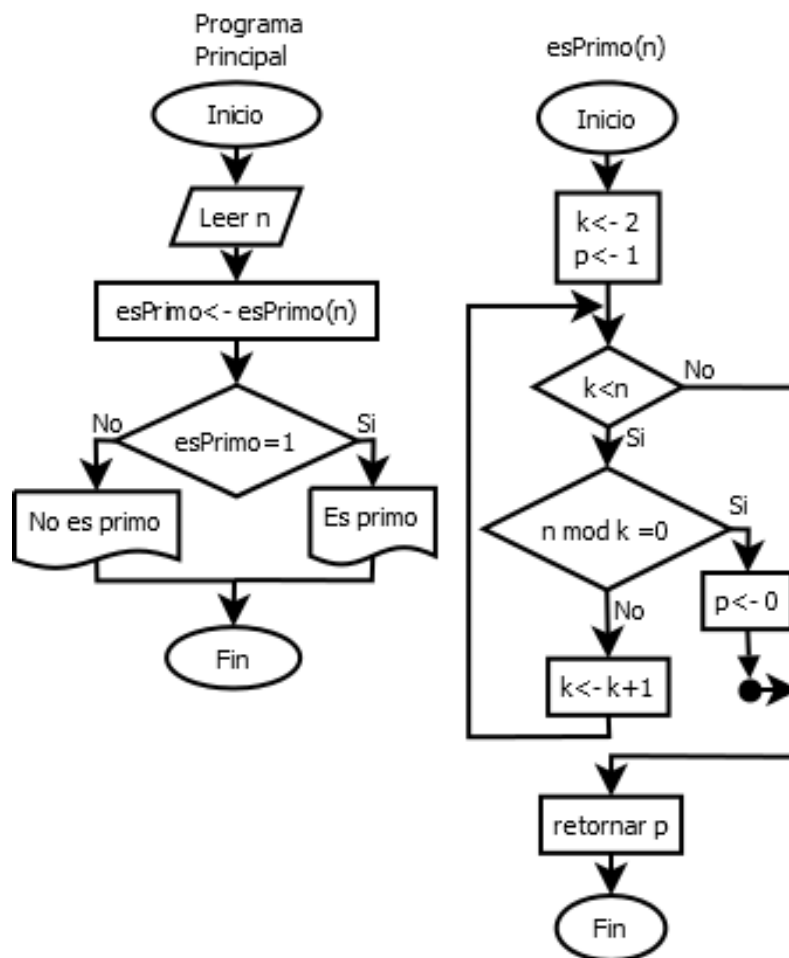 Programa
Principal
Inicio
Leer n
esPrimo<- esPrimo(n)
esPrimo=1
No
Si
No es primo
Es primo
Fin
esPrimo(n)
Inicio
k<- 2
p<- 1
k<n
No
Si
n mod k =0
Si
p<- 0
No
k<- k+1
retornar p
Fin